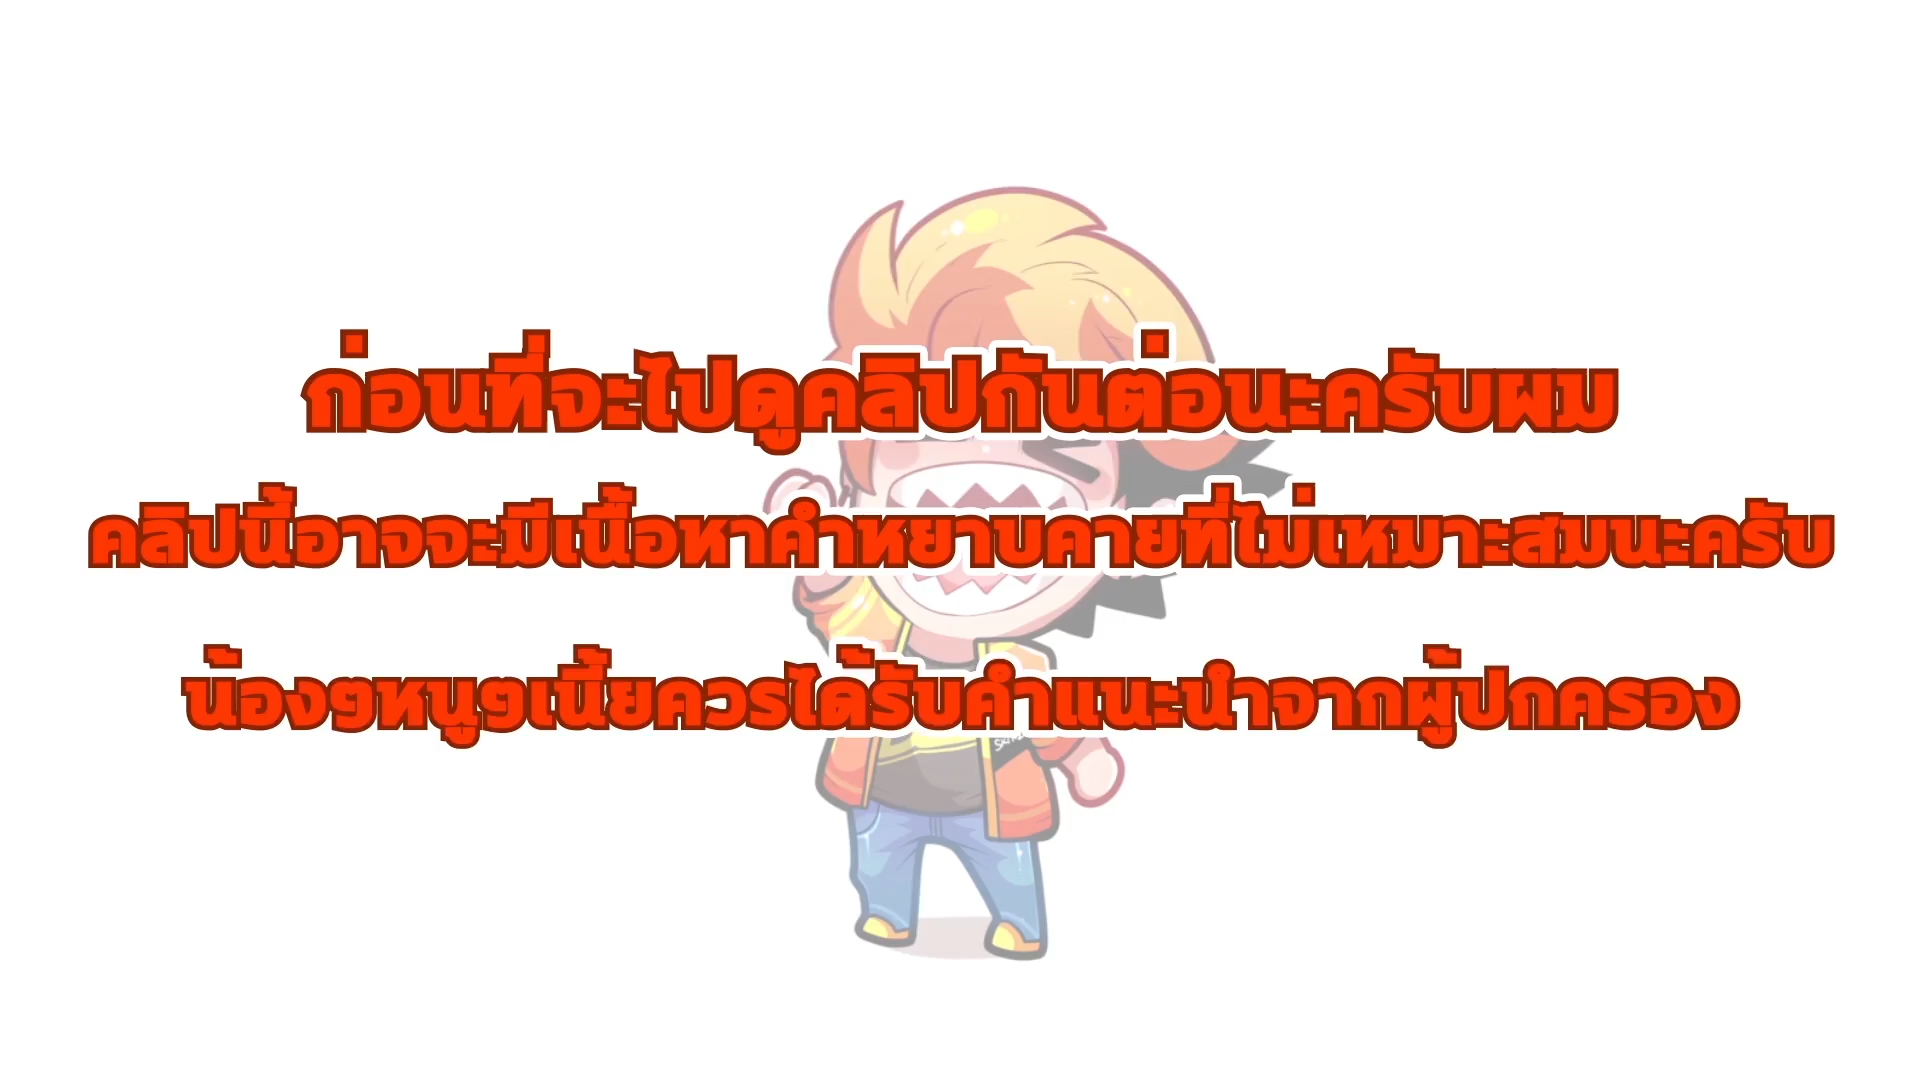 ก่อนที่จะไปดูคลิปกันต่อนะครับผม
คลิปนี้อาจจะมีเนื้อหาคำหยาบคายที่ไม่เหมาะสมนะครับ
น้องๆหนูๆเนี้ยควรได้รับคำแนะนำจากผู้ปกครอง